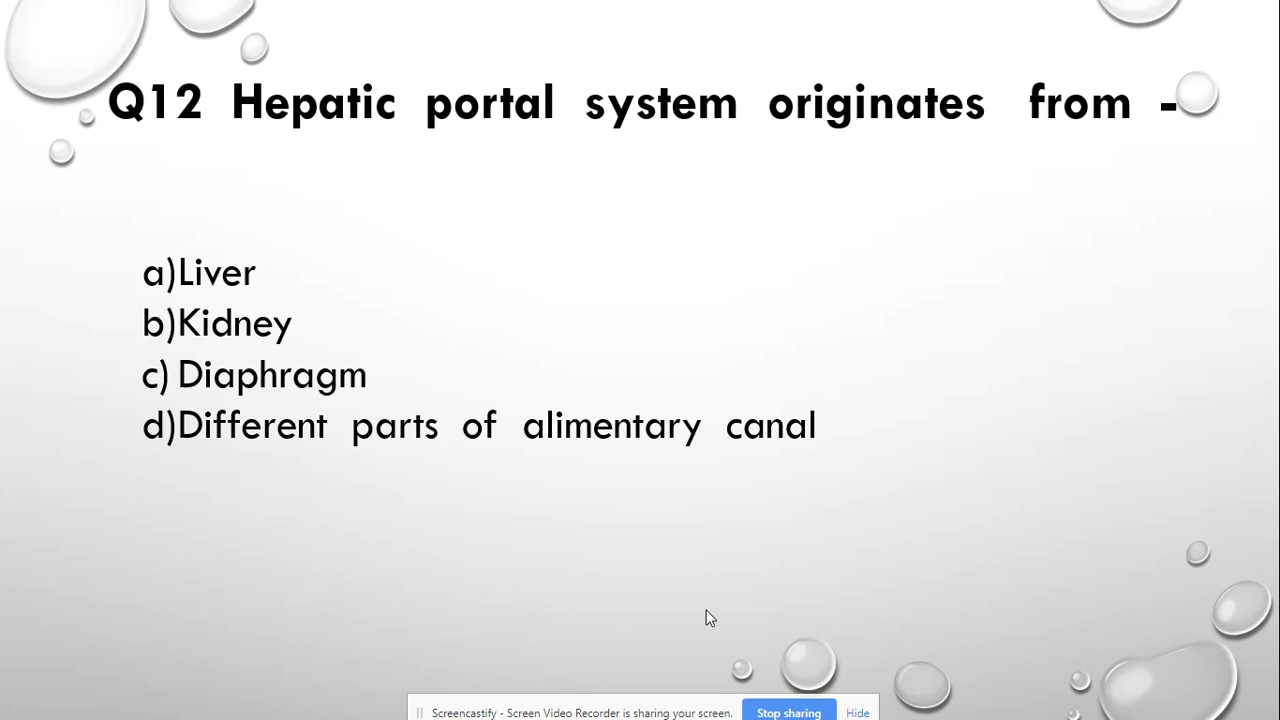 Q12 Hepatic portal system originates from -
a)Liver
b)Kidney
c) Diaphragm
d)Different parts of alimentary canal
Screencastify - Screen Video Recorder is sharing your screen. Stop sharing Hide